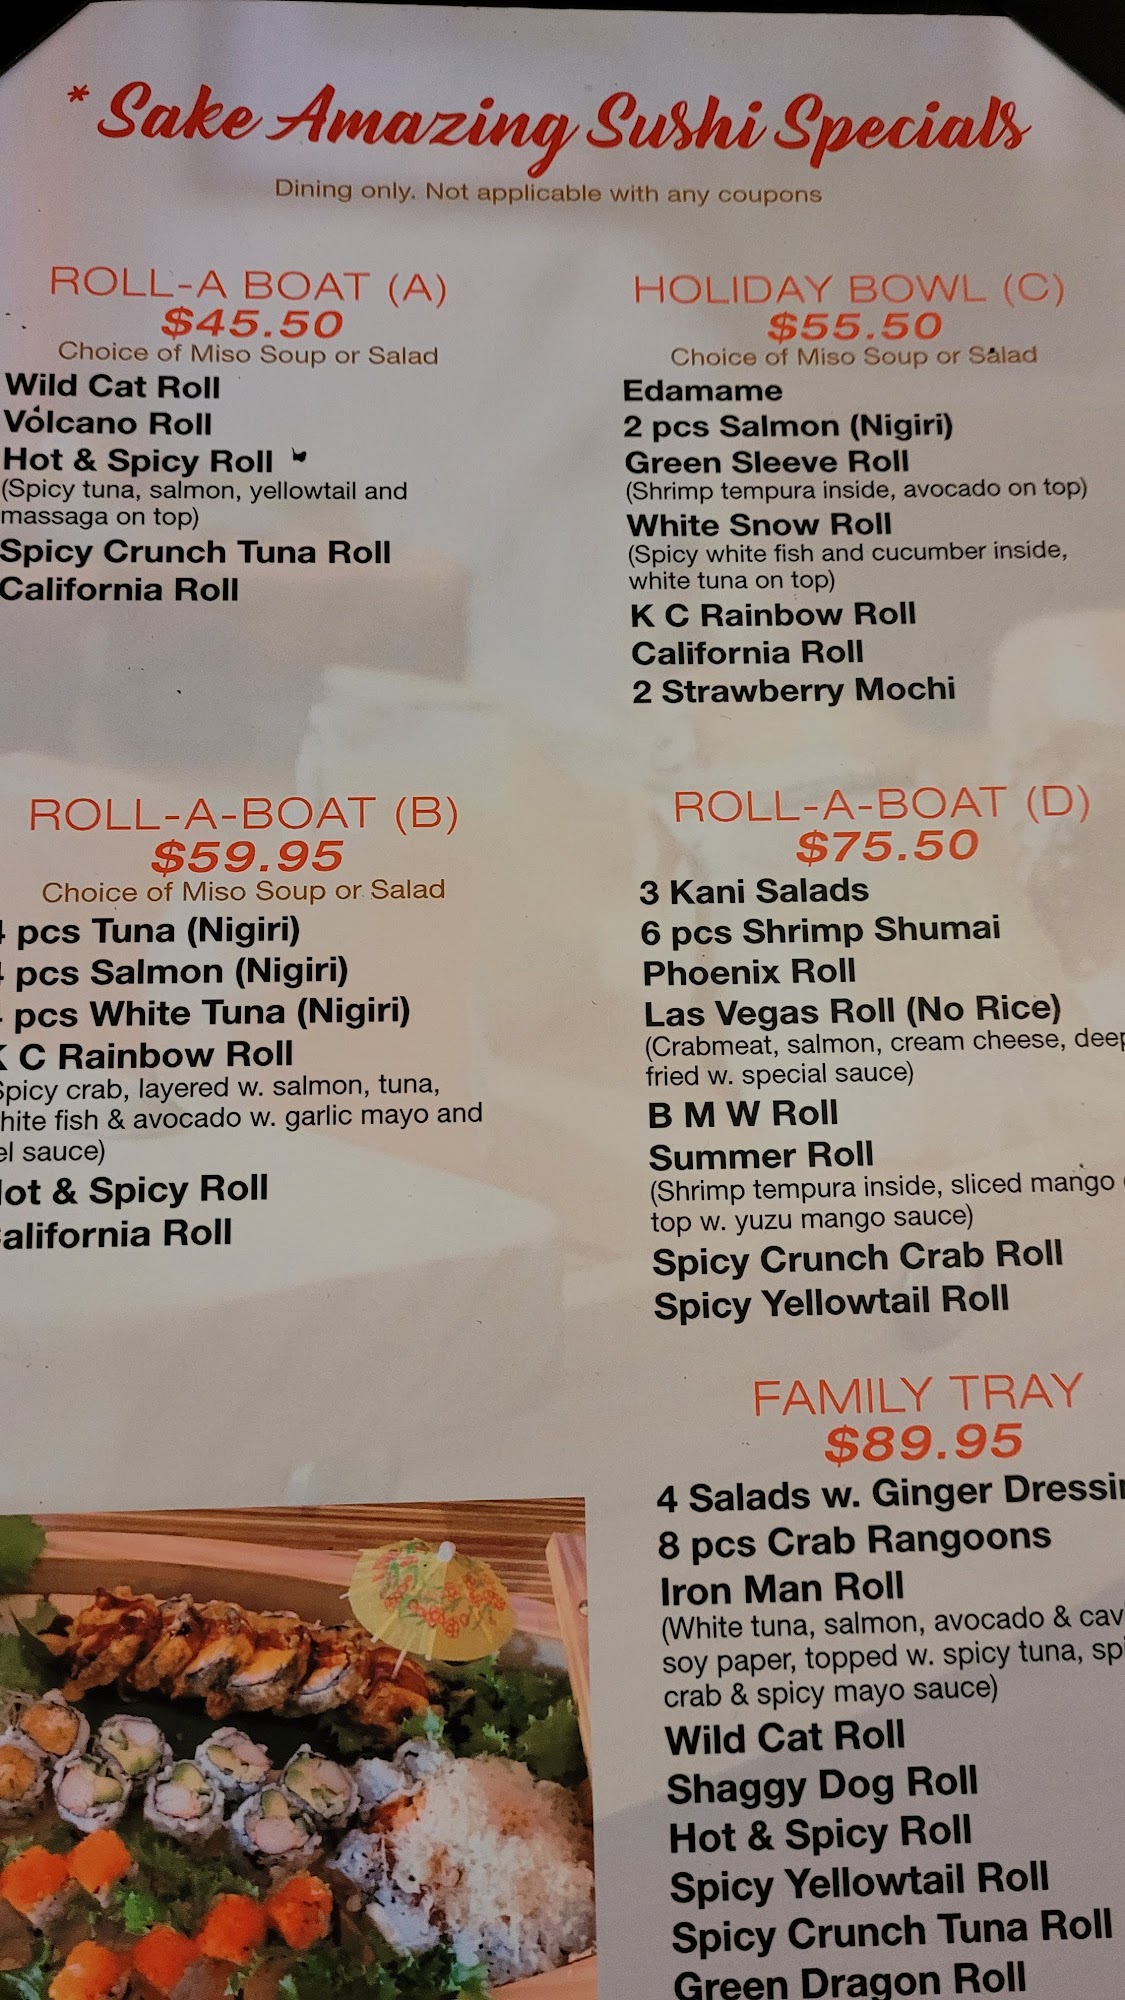 * Sake Amazing Sushi Specials
Dining only. Not applicable with any coupons
ROLL-A BOAT (A)
$45.50
Choice of Miso Soup or Salad
Wild Cat Roll
Volcano Roll
Hot & Spicy Roll
(Spicy tuna, salmon, yellowtail and
massaga on top)
Spicy Crunch Tuna Roll
California Roll
HOLIDAY BOWL (C)
$55.50
Choice of Miso Soup or Salad
Edamame
2 pcs Salmon (Nigiri)
Green Sleeve Roll
(Shrimp tempura inside, avocado on top)
White Snow Roll
(Spicy white fish and cucumber inside,
white tuna on top)
K C Rainbow Roll
California Roll
2 Strawberry Mochi
ROLL-A-BOAT (B)
$59.95
Choice of Miso Soup or Salad
pcs Tuna (Nigiri)
pcs Salmon (Nigiri)
pcs White Tuna (Nigiri)
C Rainbow Roll
Spicy crab, layered w. salmon, tuna,
hite fish & avocado w. garlic mayo and
el sauce)
ot & Spicy Roll
alifornia Roll
ROLL-A-BOAT (D)
$75.50
3 Kani Salads
6 pcs Shrimp Shumai
Phoenix Roll
Las Vegas Roll (No Rice)
(Crabmeat, salmon, cream cheese, deep
fried w. special sauce)
B M W Roll
Summer Roll
(Shrimp tempura inside, sliced mango
top w. yuzu mango sauce)
Spicy Crunch Crab Roll
Spicy Yellowtail Roll
FAMILY TRAY
$89.95
4 Salads w. Ginger Dressi
8 pcs Crab Rangoons
Iron Man Roll
(White tuna, salmon, avocado & cav
soy paper, topped w. spicy tuna, sp
crab & spicy mayo sauce)
Wild Cat Roll
Shaggy Dog Roll
Hot & Spicy Roll
Spicy Yellowtail Roll
Spicy Crunch Tuna Roll
Green Dragon Roll